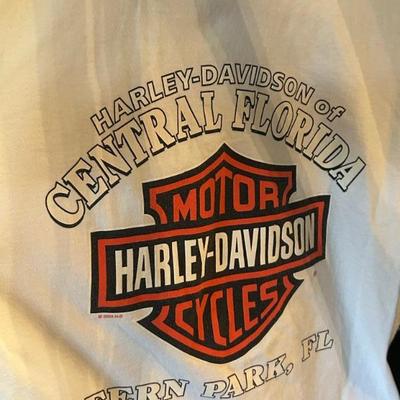 HARLEY-DAVIDSON of
CENTRAL FLORIDA
MOTOR
HARLEY-DAVIDSON
CYCLES
FERN PARK, FL